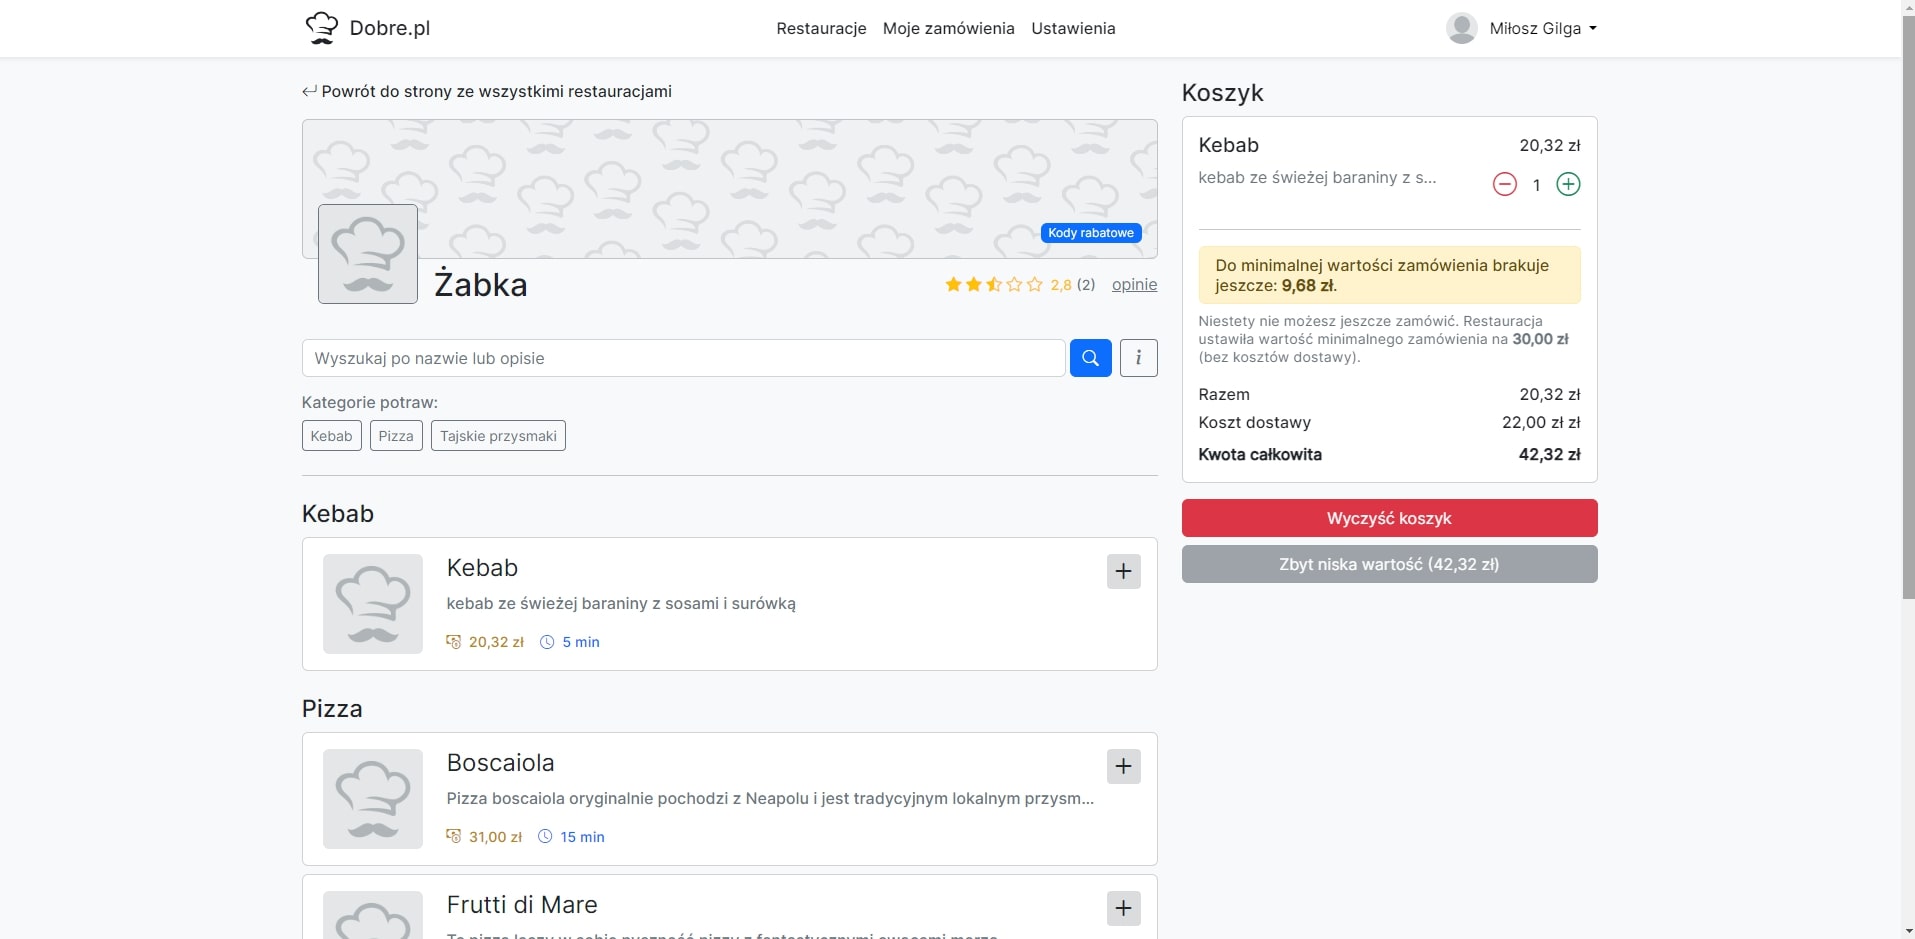 Dobre.pl
Restauracje
Moje zamówienia
Ustawienia
Miłosz Gilga
Powrót do strony ze wszystkimi restauracjami
Kody rabatowe
Żabka
2,8 (2)
opinie
Wyszukaj po nazwie lub opisie
i
Kategorie potraw:
Kebab
Pizza
Tajskie przysmaki
Kebab
Kebab
kebab ze świeżej baraniny z sosami i surówką
20,32 zł
5 min
Pizza
Boscaiola
Pizza boscaiola oryginalnie pochodzi z Neapolu i jest tradycyjnym lokalnym przysm...
31,00 zł
15 min
Frutti di Mare
Koszyk
Kebab
20,32 zł
kebab ze świeżej baraniny z s...
1
Do minimalnej wartości zamówienia brakuje
jeszcze: 9,68 zł.
Niestety nie możesz jeszcze zamówić. Restauracja
ustawiła wartość minimalnego zamówienia na 30,00 zł
(bez kosztów dostawy).
Razem
20,32 zł
Koszt dostawy
22,00 zł zł
Kwota całkowita
42,32 zł
Wyczyść koszyk
Zbyt niska wartość (42,32 zł)